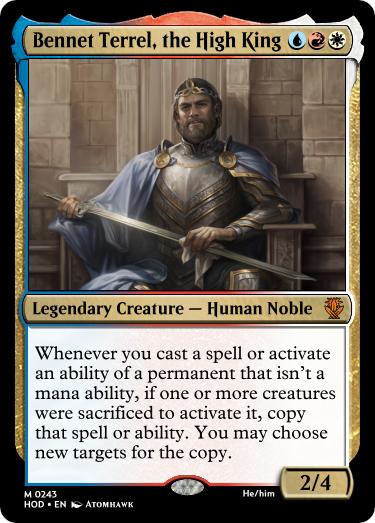 Bennet Terrel, the High King
Legendary Creature — Human Noble
Whenever you cast a spell or activate
an ability of a permanent that isn't a
mana ability, if one or more creatures
were sacrificed to activate it, copy
that spell or ability. You may choose
new targets for the copy.
2/4
M 0243
He/him
HOD • EN Atomhawk